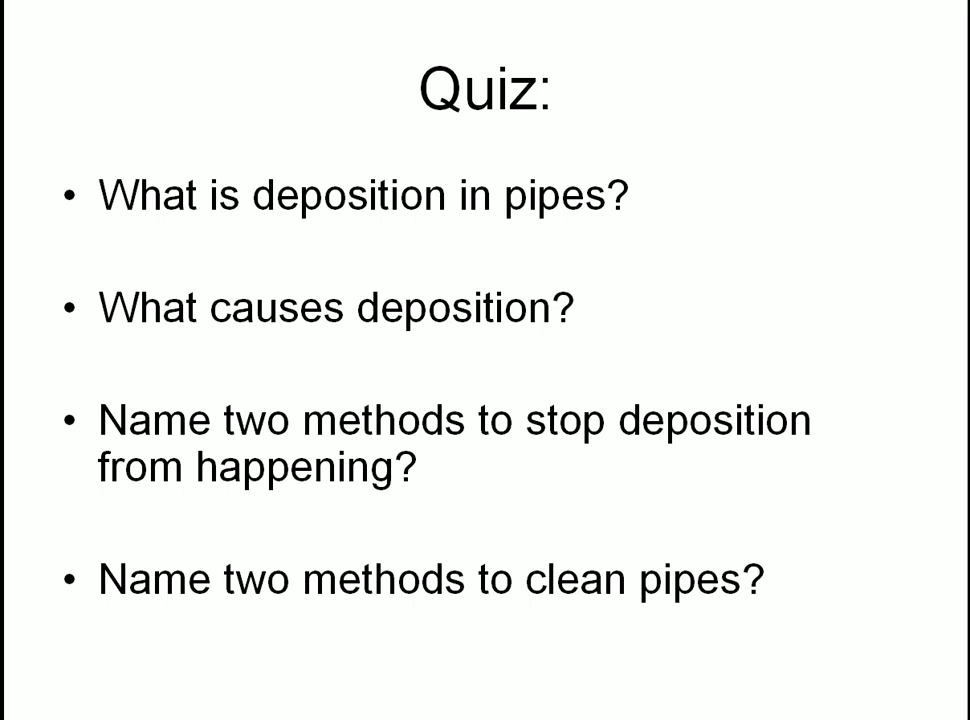 Quiz:
• What is deposition in pipes?
• What causes deposition?
• Name two methods to stop deposition
from happening?
• Name two methods to clean pipes?